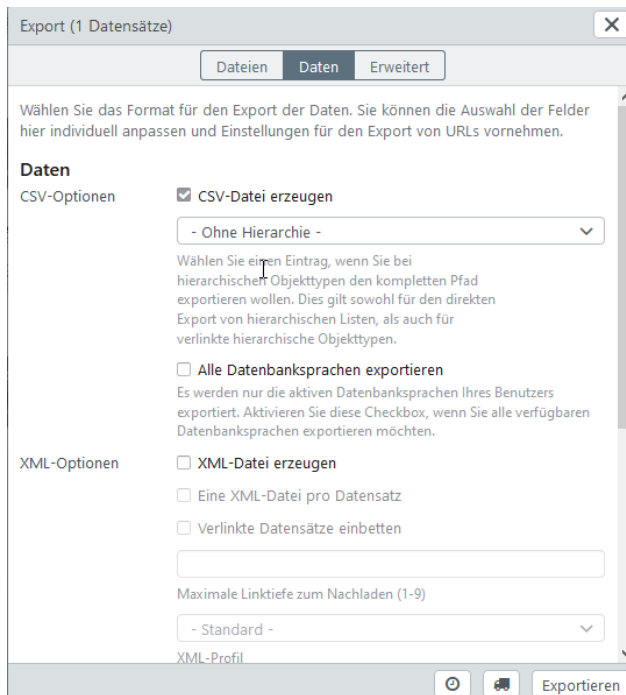 Export (1 Datensätze)
Dateien
Daten
Erweitert
Wählen Sie das Format für den Export der Daten. Sie können die Auswahl der Felder
hier individuell anpassen und Einstellungen für den Export von URLs vornehmen.
Daten
CSV-Optionen
CSV-Datei erzeugen
- Ohne Hierarchie -
Wählen Sie einen Eintrag, wenn Sie bei
hierarchischen Objekttypen den kompletten Pfad
exportieren wollen. Dies gilt sowohl für den direkten
Export von hierarchischen Listen, als auch für
verlinkte hierarchische Objekttypen.
Alle Datenbanksprachen exportieren
Es werden nur die aktiven Datenbanksprachen Ihres Benutzers
exportiert. Aktivieren Sie diese Checkbox, wenn Sie alle verfügbaren
Datenbanksprachen exportieren möchten.
XML-Optionen
XML-Datei erzeugen
Eine XML-Datei pro Datensatz
Verlinkte Datensätze einbetten
Maximale Linktiefe zum Nachladen (1-9)
- Standard -
XML-Profil
Exportieren